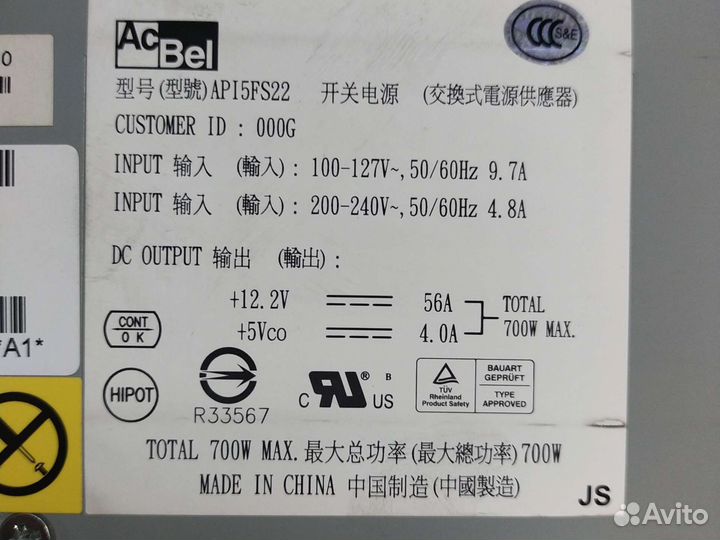 AcBel
CCC S&E
0
型号(型號)API5FS22 开关电源 (交換式電源供應器)
CUSTOMER ID : 000G
INPUT 输入 (輸入) : 100-127V~, 50/60Hz 9.7A
INPUT 输入 (輸入) : 200-240V~, 50/60Hz 4.8A
DC OUTPUT 输出 (輸出) :
+12.2V 56A TOTAL
+5Vco 4.0A 700W MAX.
CONT
OK
*A1*
HIPOT
R33567
c RU ® US B
TÜV
Rheinland
Product Safety
BAUART
GEPRÜFT
TYPE
APPROVED
TOTAL 700W MAX. 最大总功率(最大總功率)700W
MADE IN CHINA 中国制造(中國製造)
JS
Avito